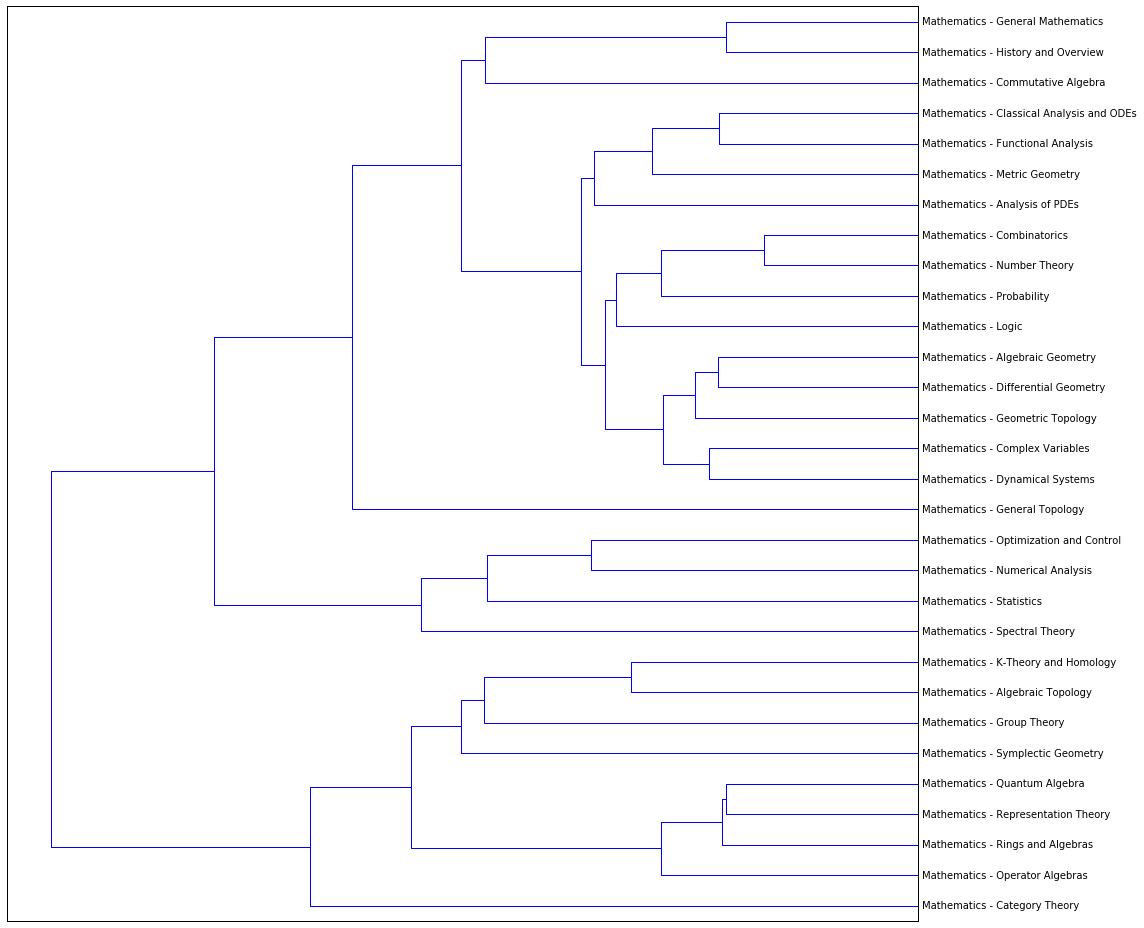 Mathematics - General Mathematics
Mathematics - History and Overview
Mathematics - Commutative Algebra
Mathematics - Classical Analysis and ODEs
Mathematics - Functional Analysis
Mathematics - Metric Geometry
Mathematics - Analysis of PDEs
Mathematics - Combinatorics
Mathematics - Number Theory
Mathematics - Probability
Mathematics - Logic
Mathematics - Algebraic Geometry
Mathematics - Differential Geometry
Mathematics - Geometric Topology
Mathematics - Complex Variables
Mathematics - Dynamical Systems
Mathematics - General Topology
Mathematics - Optimization and Control
Mathematics - Numerical Analysis
Mathematics - Statistics
Mathematics - Spectral Theory
Mathematics - K-Theory and Homology
Mathematics - Algebraic Topology
Mathematics - Group Theory
Mathematics - Symplectic Geometry
Mathematics - Quantum Algebra
Mathematics - Representation Theory
Mathematics - Rings and Algebras
Mathematics - Operator Algebras
Mathematics - Category Theory